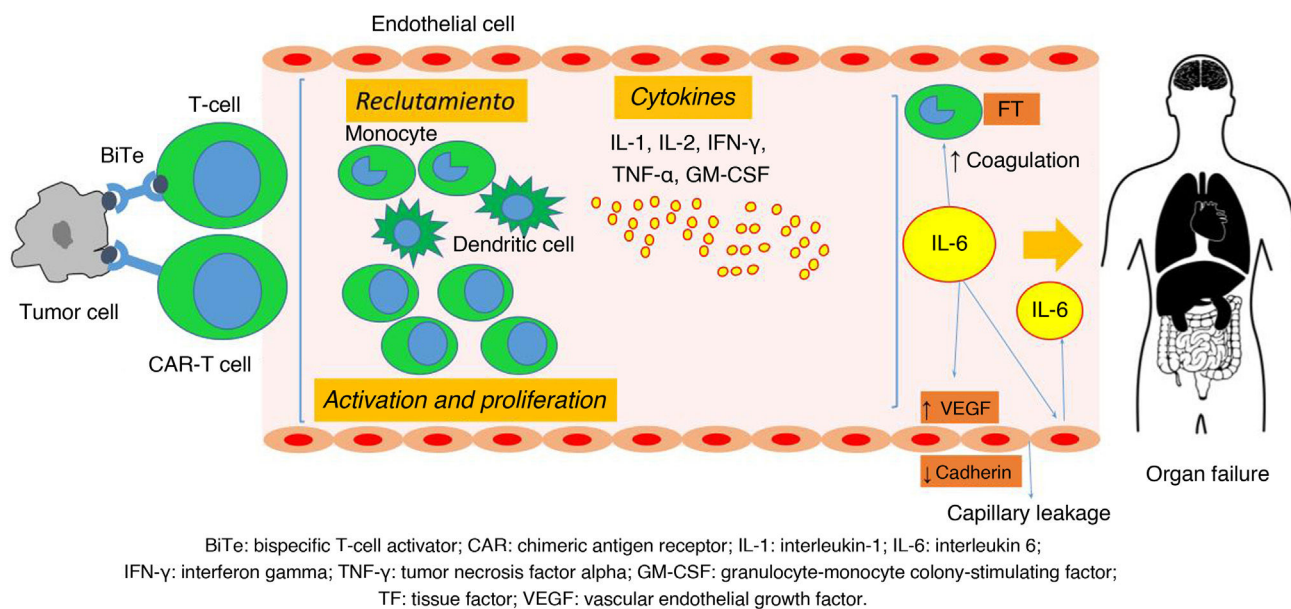 Endothelial cell
T-cell
BiTe
Tumor cell
CAR-T cell
Reclutamiento
Monocyte
Dendritic cell
Activation and proliferation
Cytokines
IL-1, IL-2, IFN-γ,
TNF-α, GM-CSF
FT
↑ Coagulation
IL-6
IL-6
↑ VEGF
↓ Cadherin
Capillary leakage
Organ failure
BiTe: bispecific T-cell activator; CAR: chimeric antigen receptor; IL-1: interleukin-1; IL-6: interleukin 6;
IFN-γ: interferon gamma; TNF-γ: tumor necrosis factor alpha; GM-CSF: granulocyte-monocyte colony-stimulating factor;
TF: tissue factor; VEGF: vascular endothelial growth factor.